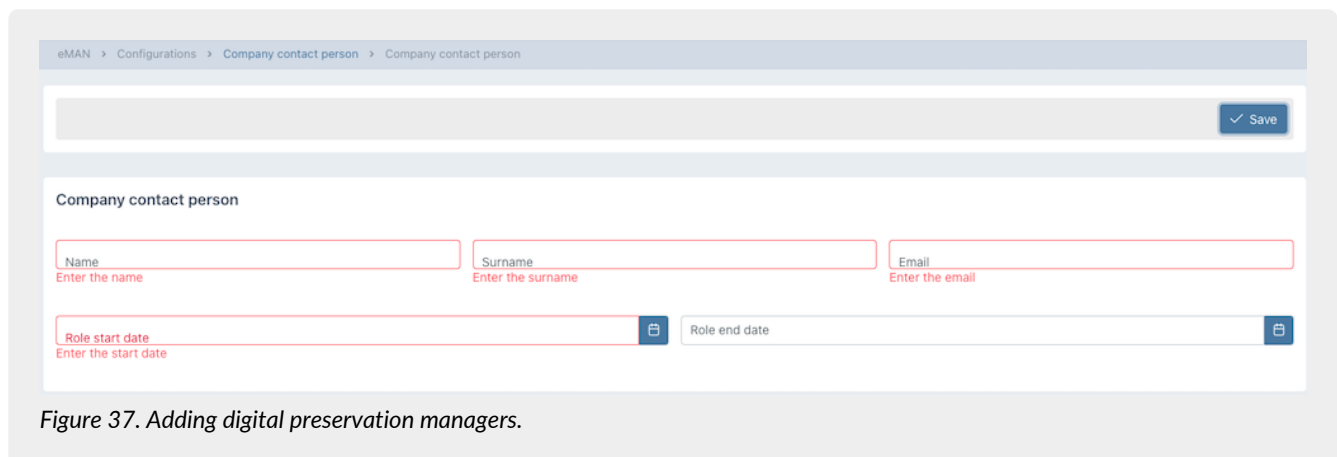 eMAN > Configurations > Company contact person > Company contact person
Save
Company contact person
Name
Surname
Email
Enter the name
Enter the surname
Enter the email
Role start date
Role end date
Enter the start date
Figure 37. Adding digital preservation managers.